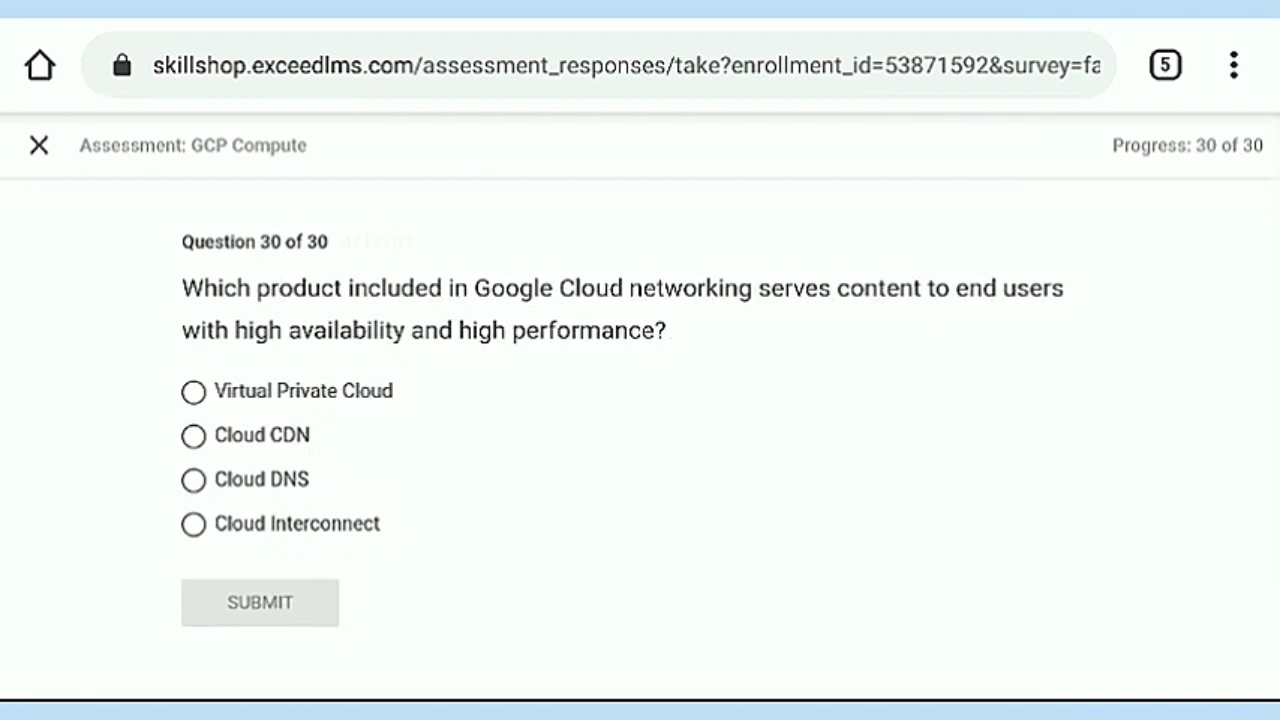 skillshop.exceedlms.com/assessment_responses/take?enrollment_id=53871592&survey=fa
5
Assessment: GCP Compute
Progress: 30 of 30
Question 30 of 30
Which product included in Google Cloud networking serves content to end users
with high availability and high performance?
Virtual Private Cloud
Cloud CDN
Cloud DNS
Cloud Interconnect
SUBMIT